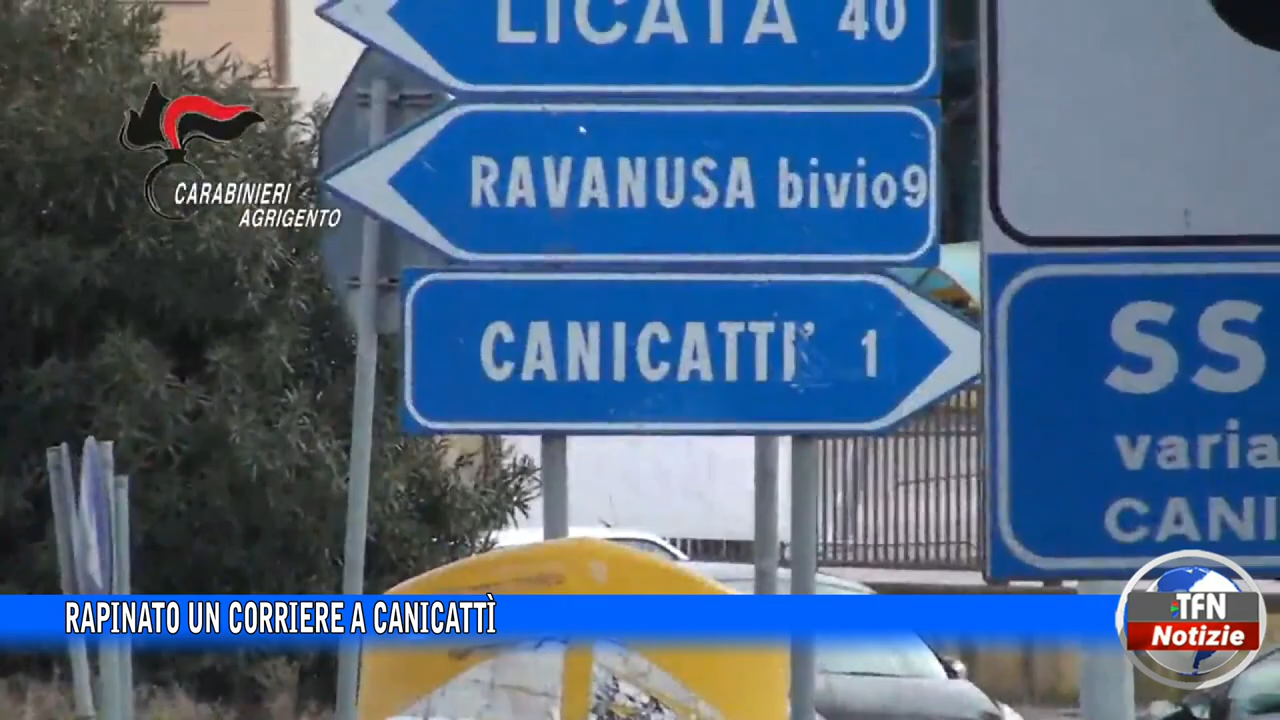 LICATA 40
RAVANUSA bivio9
CANICATTI' 1
SS
varia
CANI
CARABINIERI
AGRIGENTO
RAPINATO UN CORRIERE A CANICATTÌ
TFN
Notizie